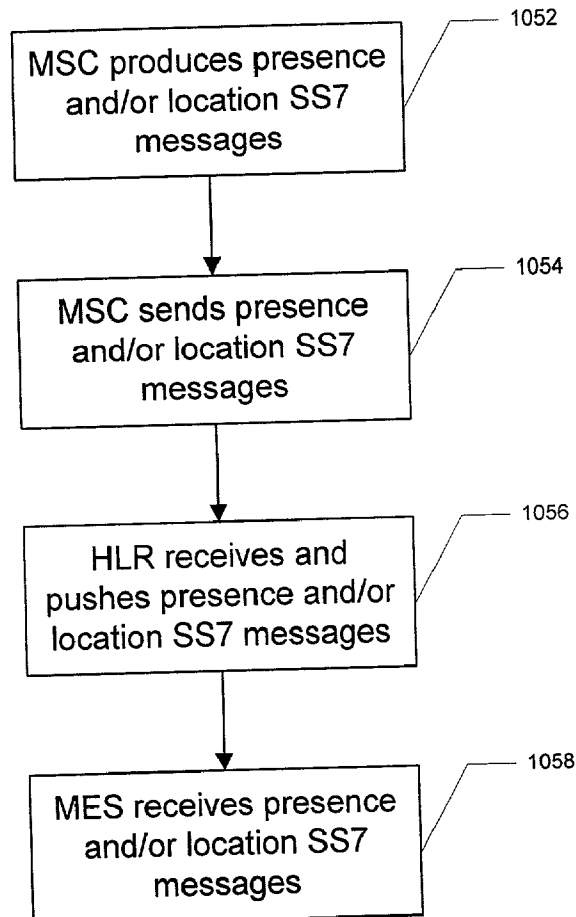 1052
MSC produces presence
and/or location SS7
messages
1054
MSC sends presence
and/or location SS7
messages
1056
HLR receives and
pushes presence and/or
location SS7 messages
1058
MES receives presence
and/or location SS7
messages